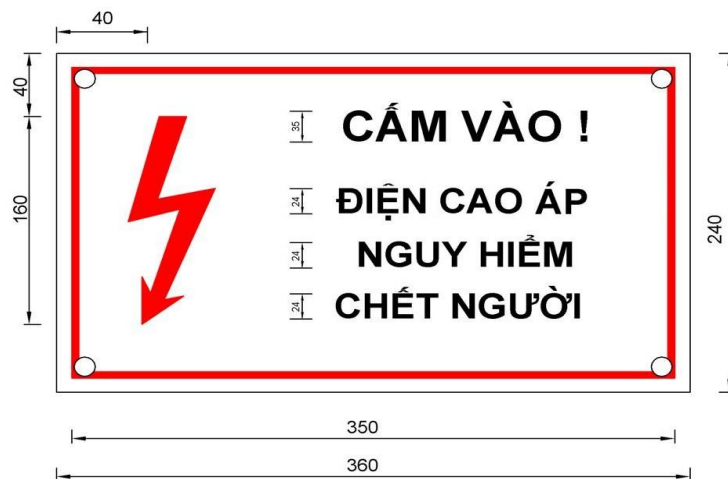 40
40
35
CẤM VÀO !
160
24
ĐIỆN CAO ÁP
240
24
NGUY HIỂM
24
CHẾT NGƯỜI
350
360